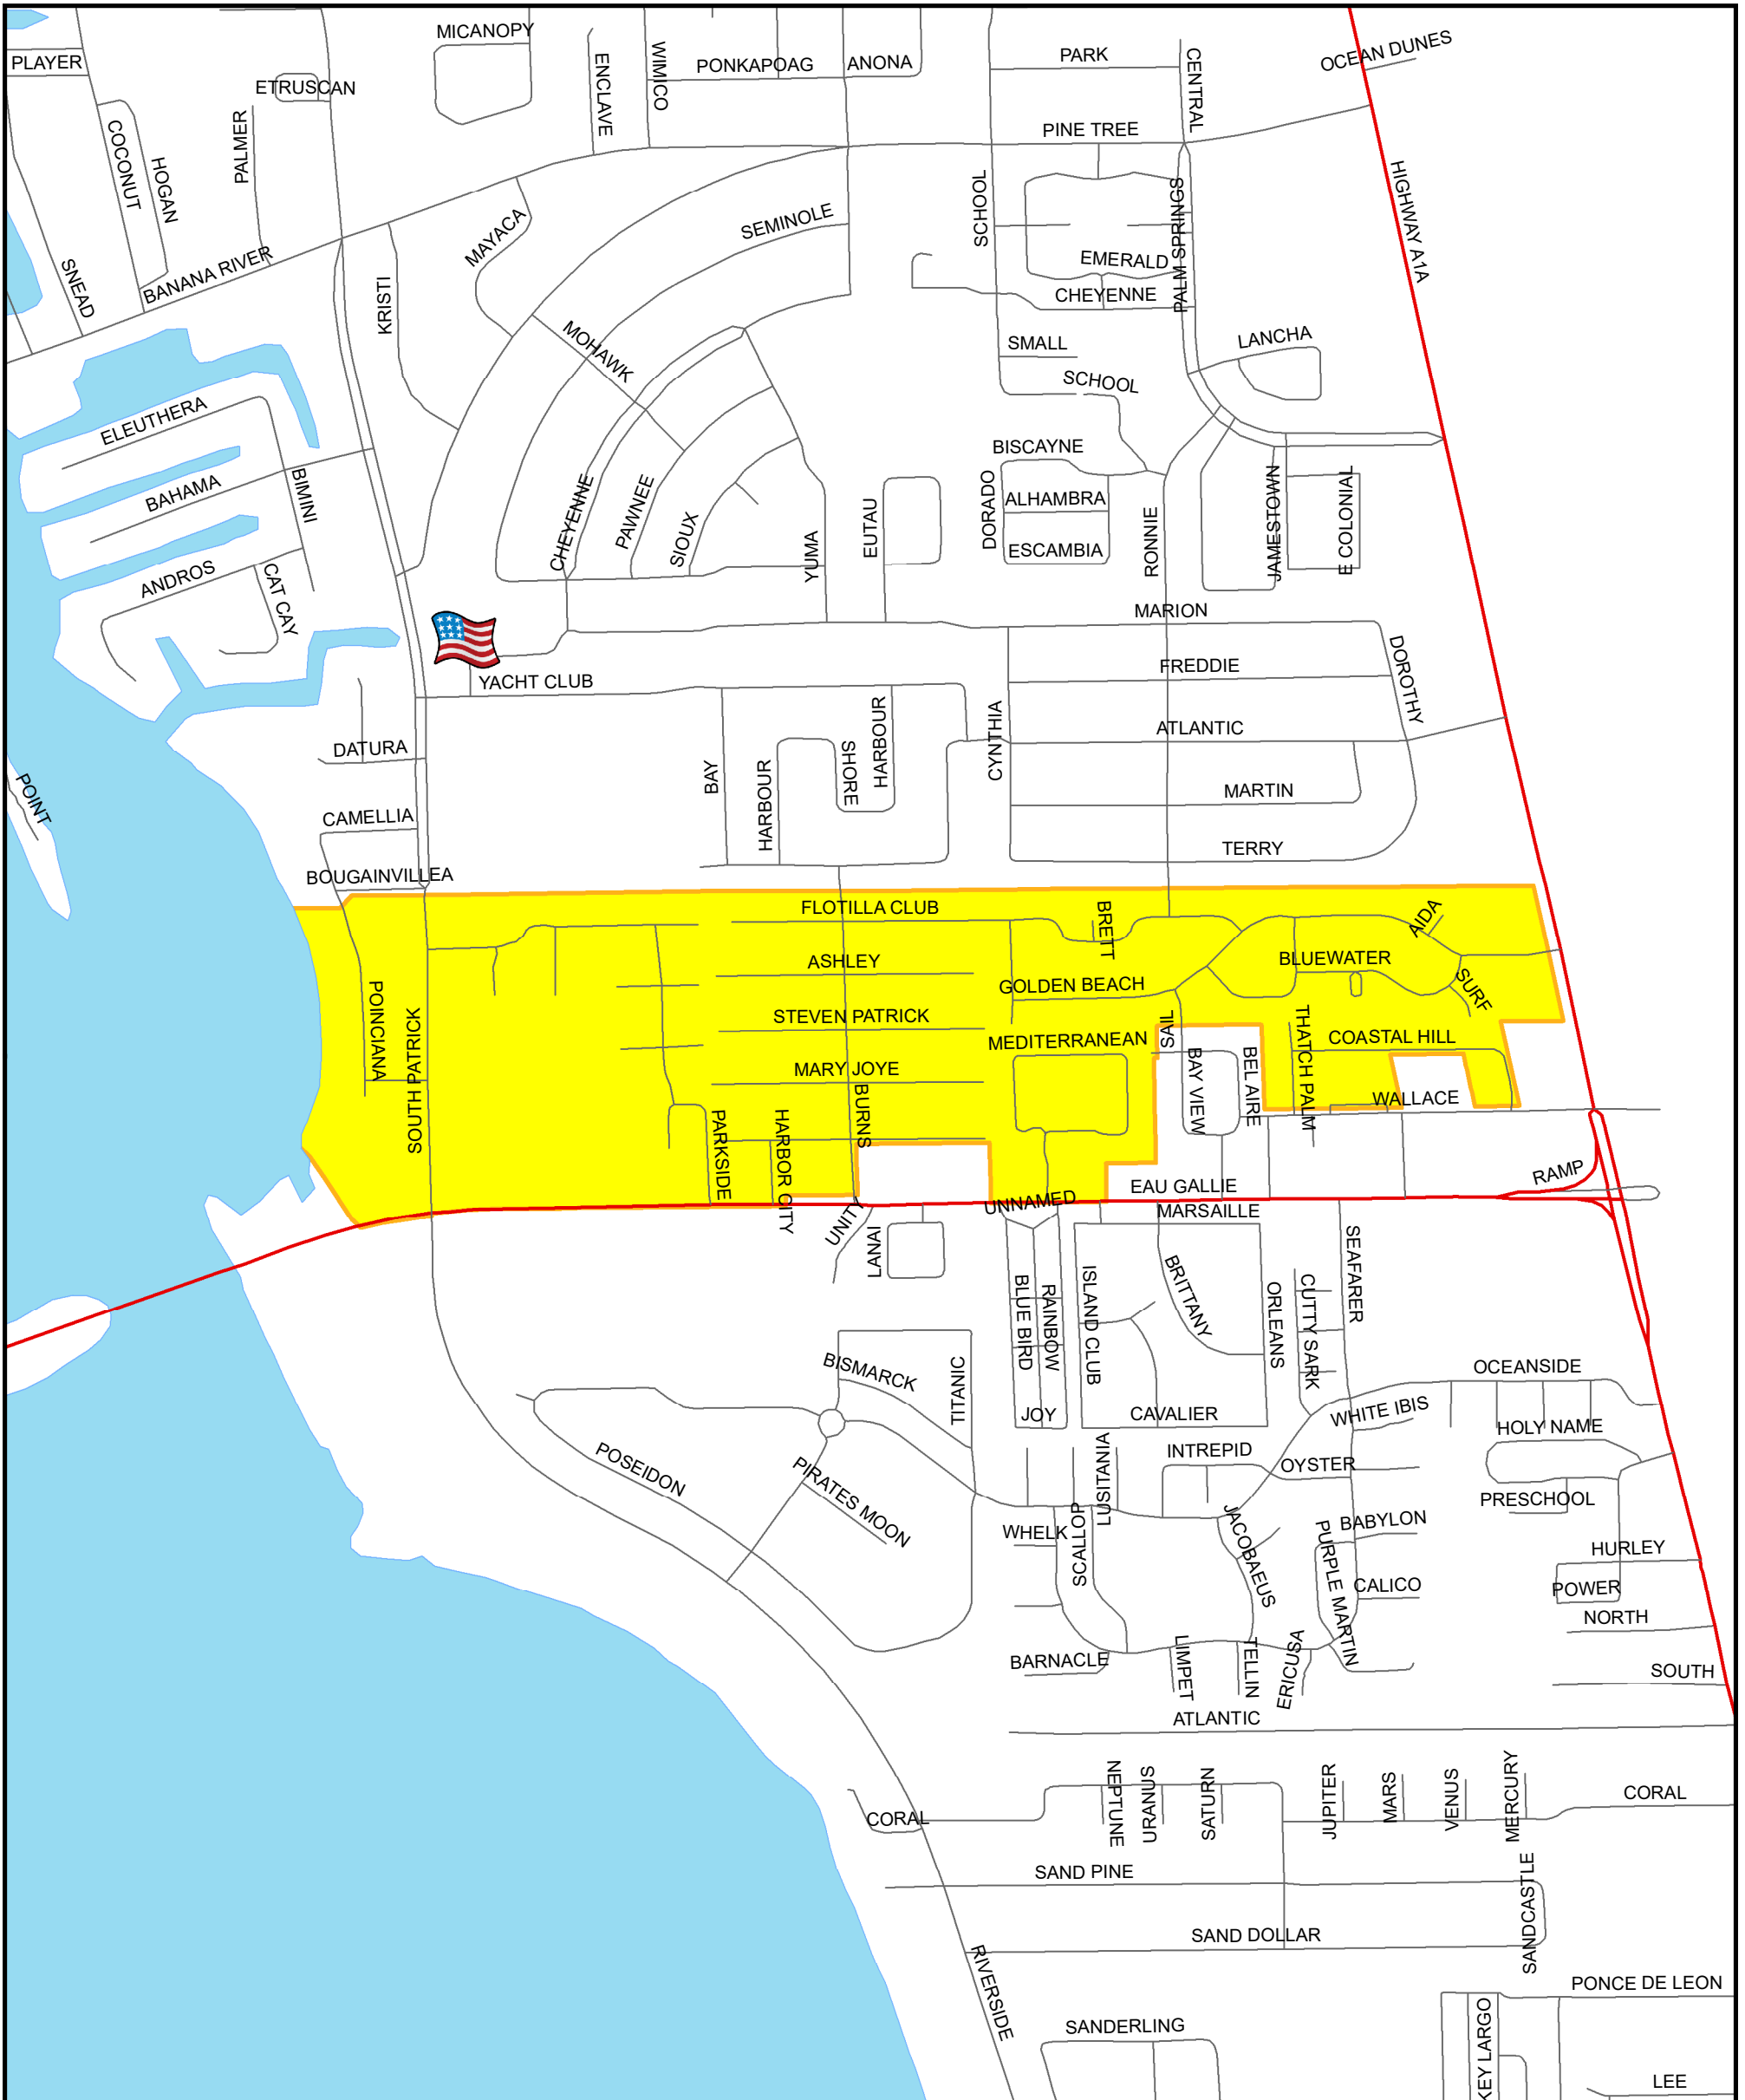 MICANOPY
PLAYER
ETRUSCAN
ENCLAVE
WIMICO
PONKAPOAG
ANONA
PARK
CENTRAL
OCEAN DUNES
COCONUT
HOGAN
PALMER
PINE TREE
HIGHWAY A1A
SNEAD
BANANA RIVER
MAYACA
SEMINOLE
SCHOOL
PALM SPRINGS
EMERALD
CHEYENNE
KRISTI
MOHAWK
SMALL
SCHOOL
LANCHA
ELEUTHERA
BAHAMA
BIMINI
BISCAYNE
DORADO
ALHAMBRA
ESCAMBIA
RONNIE
JAMESTOWN
E COLONIAL
CHEYENNE
PAWNEE
SIOUX
YUMA
EUTAU
ANDROS
CAT CAY
MARION
YACHT CLUB
FREDDIE
DOROTHY
DATURA
BAY
HARBOUR
SHORE
HARBOUR
CYNTHIA
ATLANTIC
MARTIN
POINT
CAMELLIA
TERRY
BOUGAINVILLEA
FLOTILLA CLUB
BRETT
AIDA
ASHLEY
BLUEWATER
GOLDEN BEACH
SURF
POINCIANA
SOUTH PATRICK
STEVEN PATRICK
MEDITERRANEAN
SAIL
THATCH PALM
COASTAL HILL
MARY JOYE
BAY VIEW
BEL AIRE
WALLACE
BURNS
PARKSIDE
HARBOR CITY
RAMP
EAU GALLIE
UNNAMED
MARSAILLE
UNITY
LANAI
BLUE BIRD
RAINBOW
ISLAND CLUB
BRITTANY
ORLEANS
CUTTY SARK
SEAFARER
BISMARCK
TITANIC
OCEANSIDE
JOY
CAVALIER
WHITE IBIS
HOLY NAME
POSEIDON
PIRATES MOON
LUSITANIA
INTREPID
OYSTER
PRESCHOOL
WHELK
SCALLOP
JACOBAEUS
PURPLE MARTIN
BABYLON
HURLEY
CALICO
POWER
NORTH
BARNACLE
LIMPET
TELLIN
ERICUSA
SOUTH
ATLANTIC
NEPTUNE
URANUS
SATURN
JUPITER
MARS
VENUS
MERCURY
CORAL
CORAL
SAND PINE
SANDCASTLE
SAND DOLLAR
RIVERSIDE
PONCE DE LEON
SANDERLING
KEY LARGO
LEE